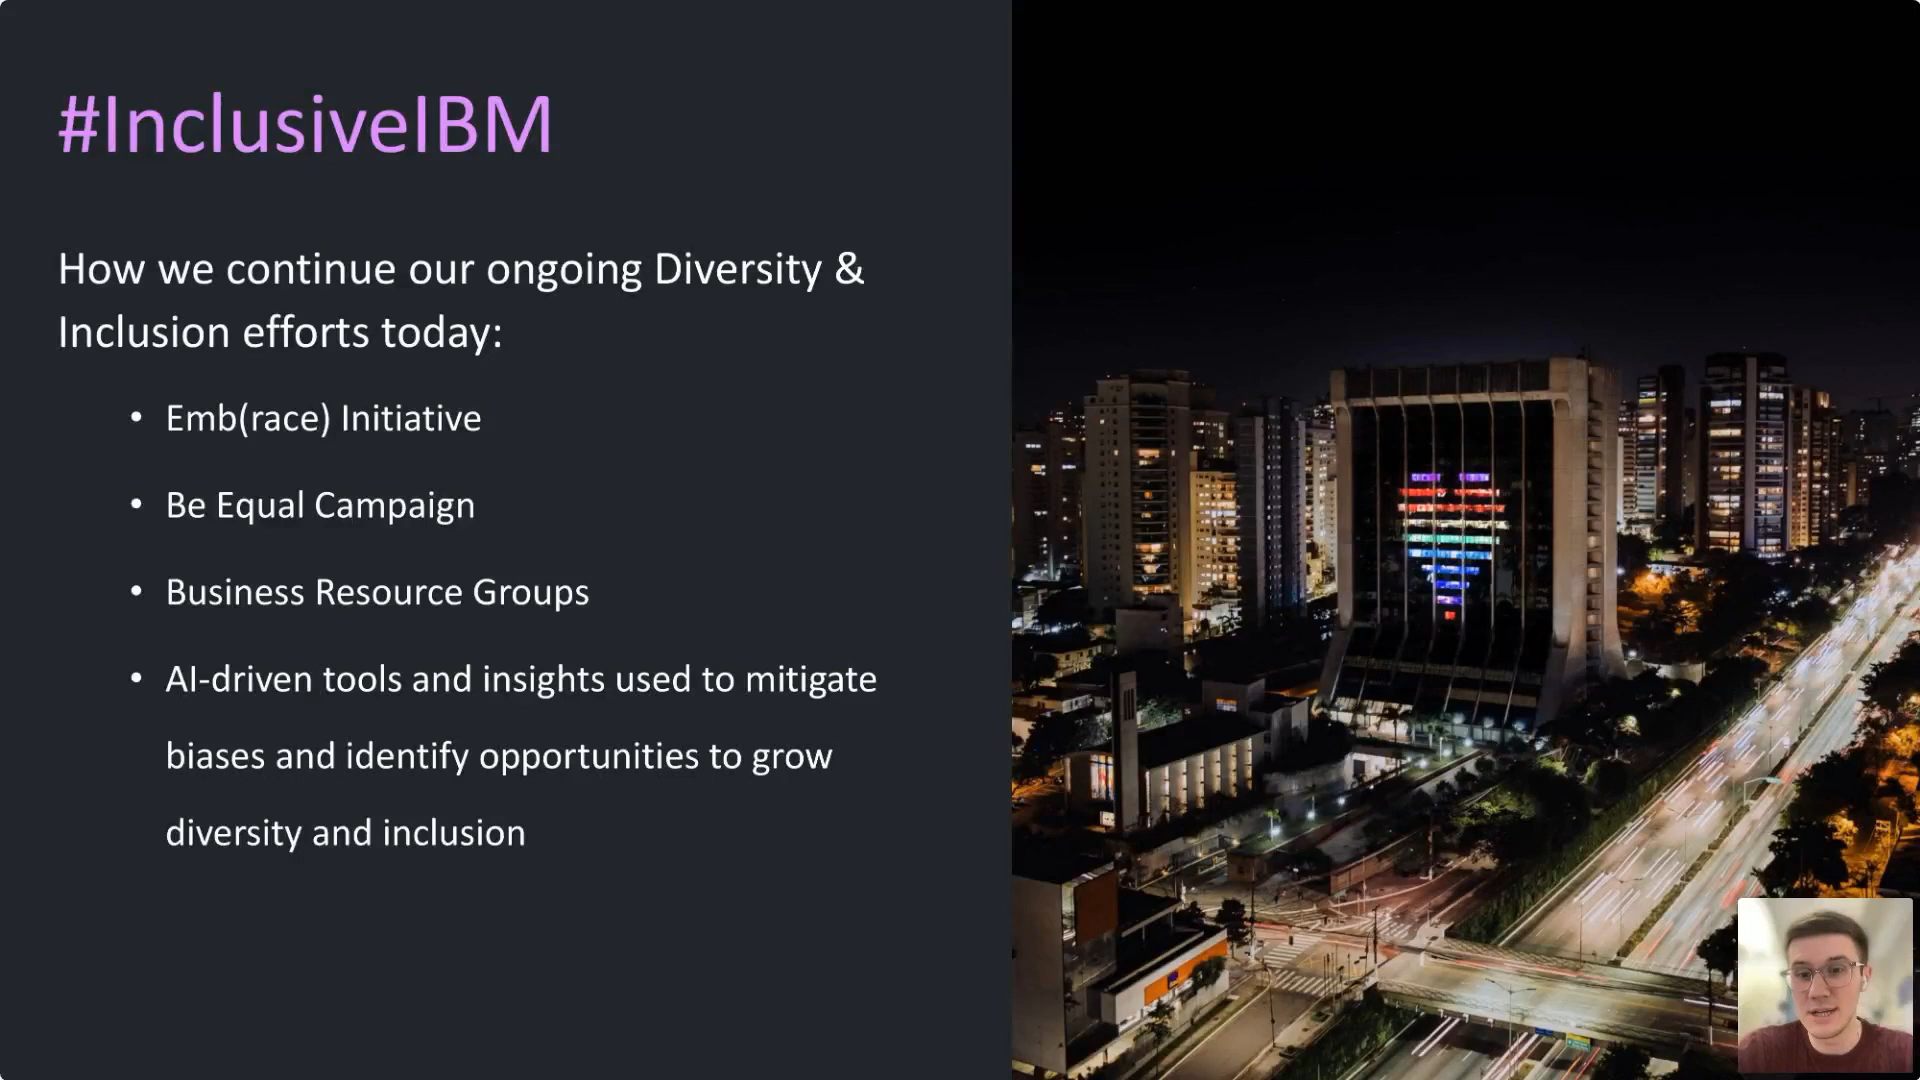 #InclusiveIBM
How we continue our ongoing Diversity &
Inclusion efforts today:
• Emb(race) Initiative
• Be Equal Campaign
• Business Resource Groups
• AI-driven tools and insights used to mitigate
biases and identify opportunities to grow
diversity and inclusion